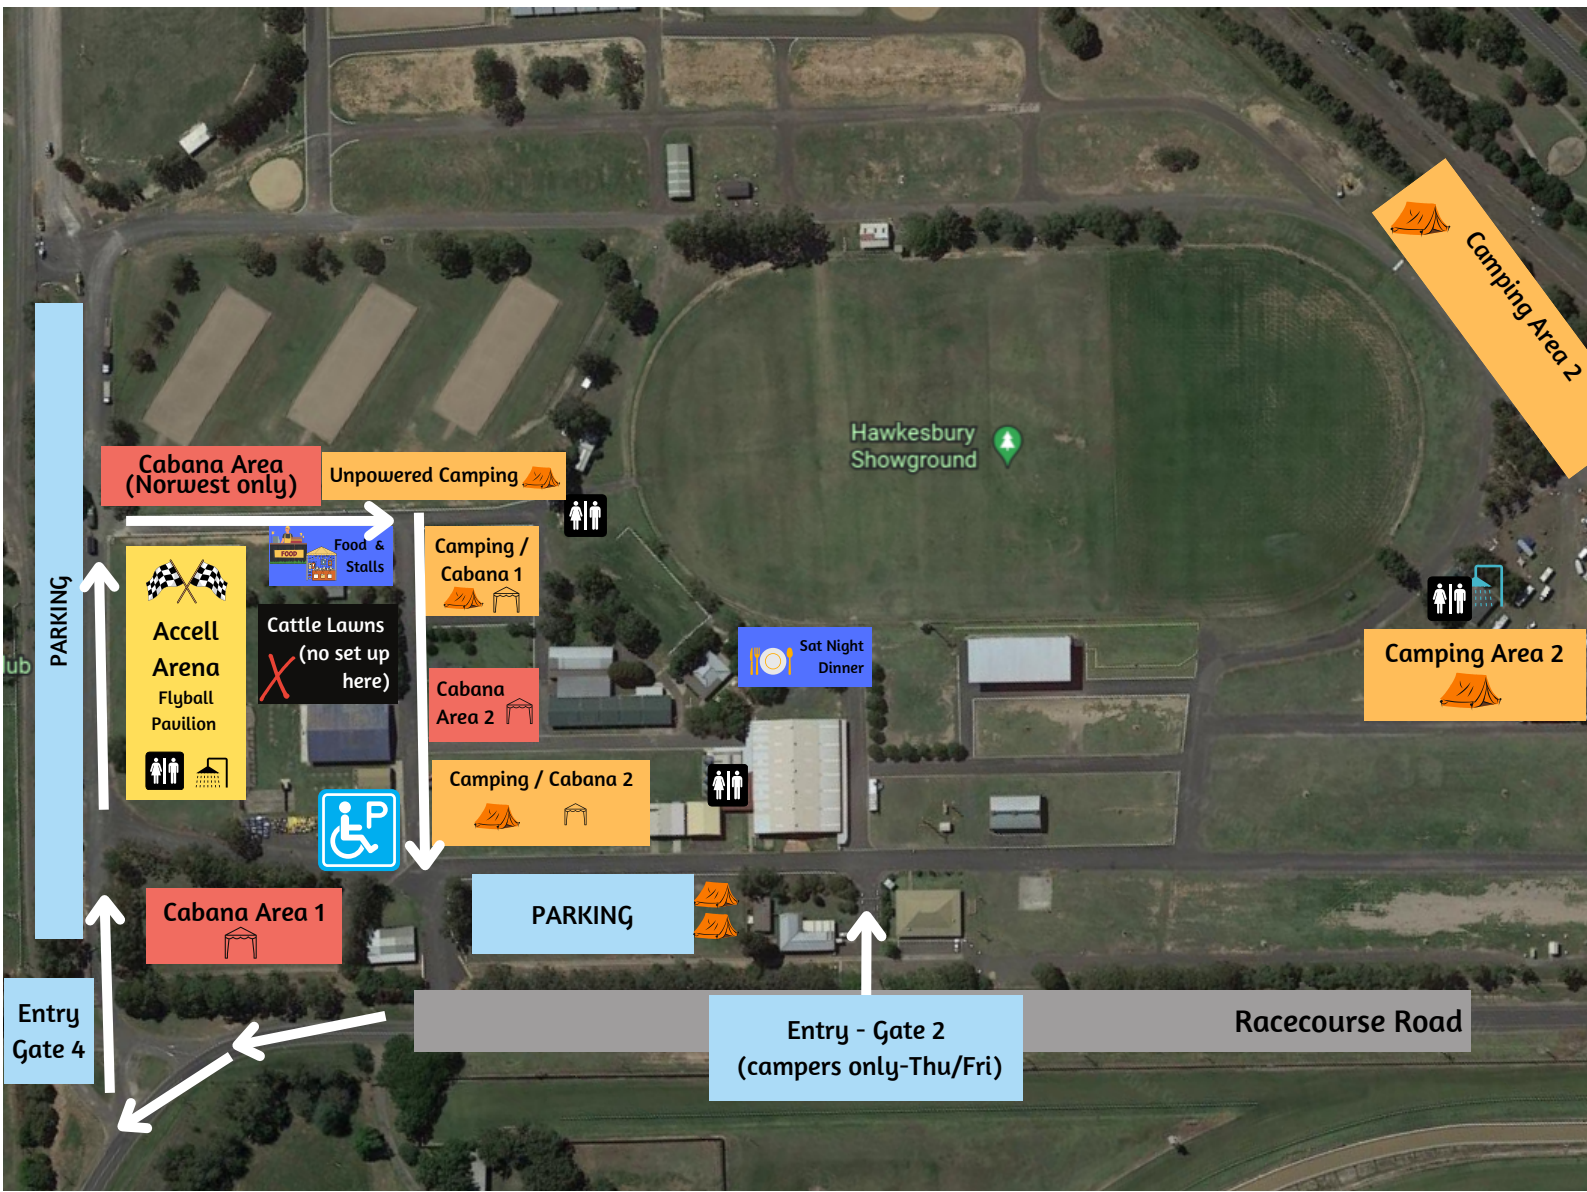 Camping Area 2
Hawkesbury
Showground
Cabana Area
(Norwest only)
Unpowered Camping
PARKING
Food &
Stalls
FOOD
Camping /
Cabana 1
Accell
Arena
Flyball
Pavilion
Cattle Lawns
(no set up
here)
Sat Night
Dinner
Camping Area 2
lub
Cabana
Area 2
Camping / Cabana 2
P
Cabana Area 1
PARKING
Entry
Gate 4
Entry - Gate 2
(campers only-Thu/Fri)
Racecourse Road